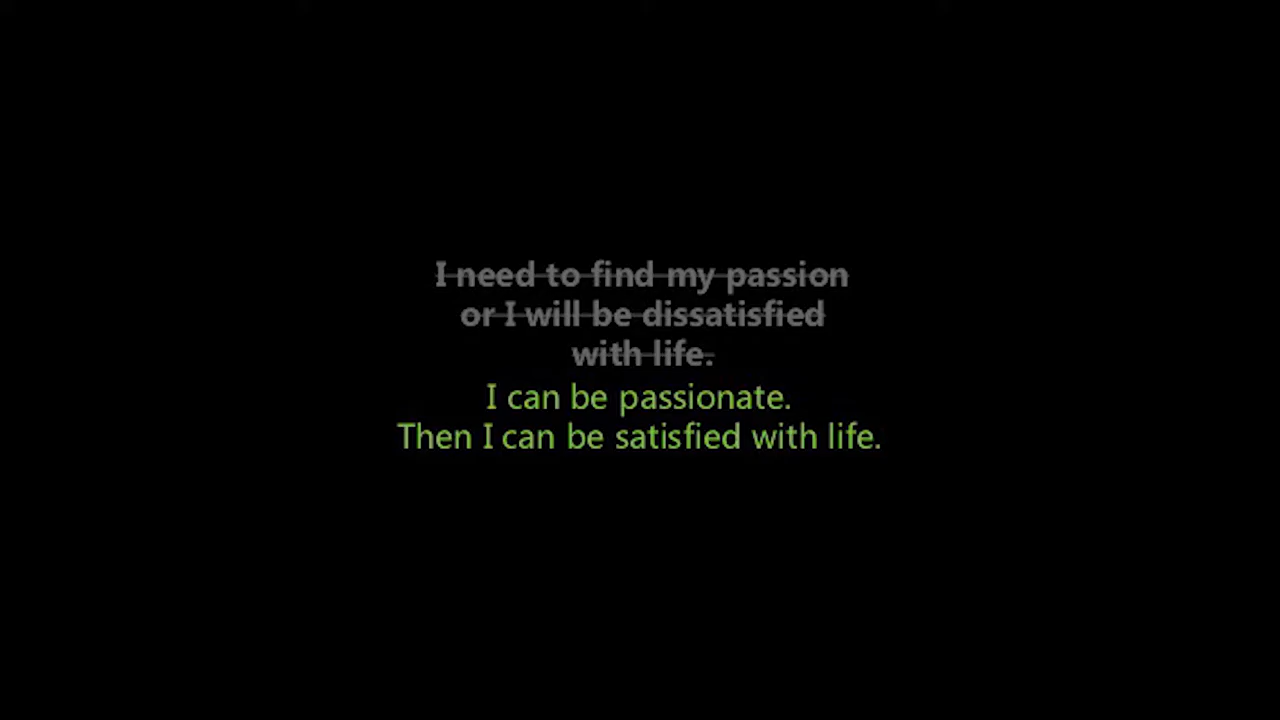 I need to find my passion
or I will be dissatisfied
with life.
I can be passionate.
Then I can be satisfied with life.